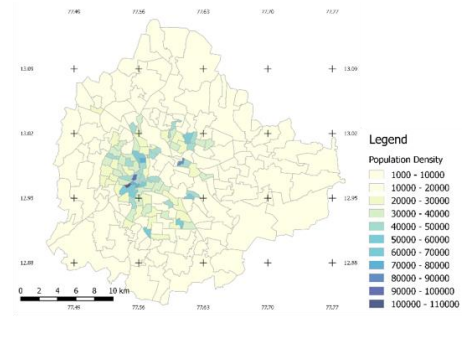 77.46 77.56 77.63 77.70 77.77
13.09 13.09
13.02 13.02
12.95 12.95
12.88 12.88
0 2 4 6 8 10 km
77.46 77.56 77.63 77.70 77.77
Legend
Population Density
1000 - 10000
10000 - 20000
20000 - 30000
30000 - 40000
40000 - 50000
50000 - 60000
60000 - 70000
70000 - 80000
80000 - 90000
90000 - 100000
100000 - 110000